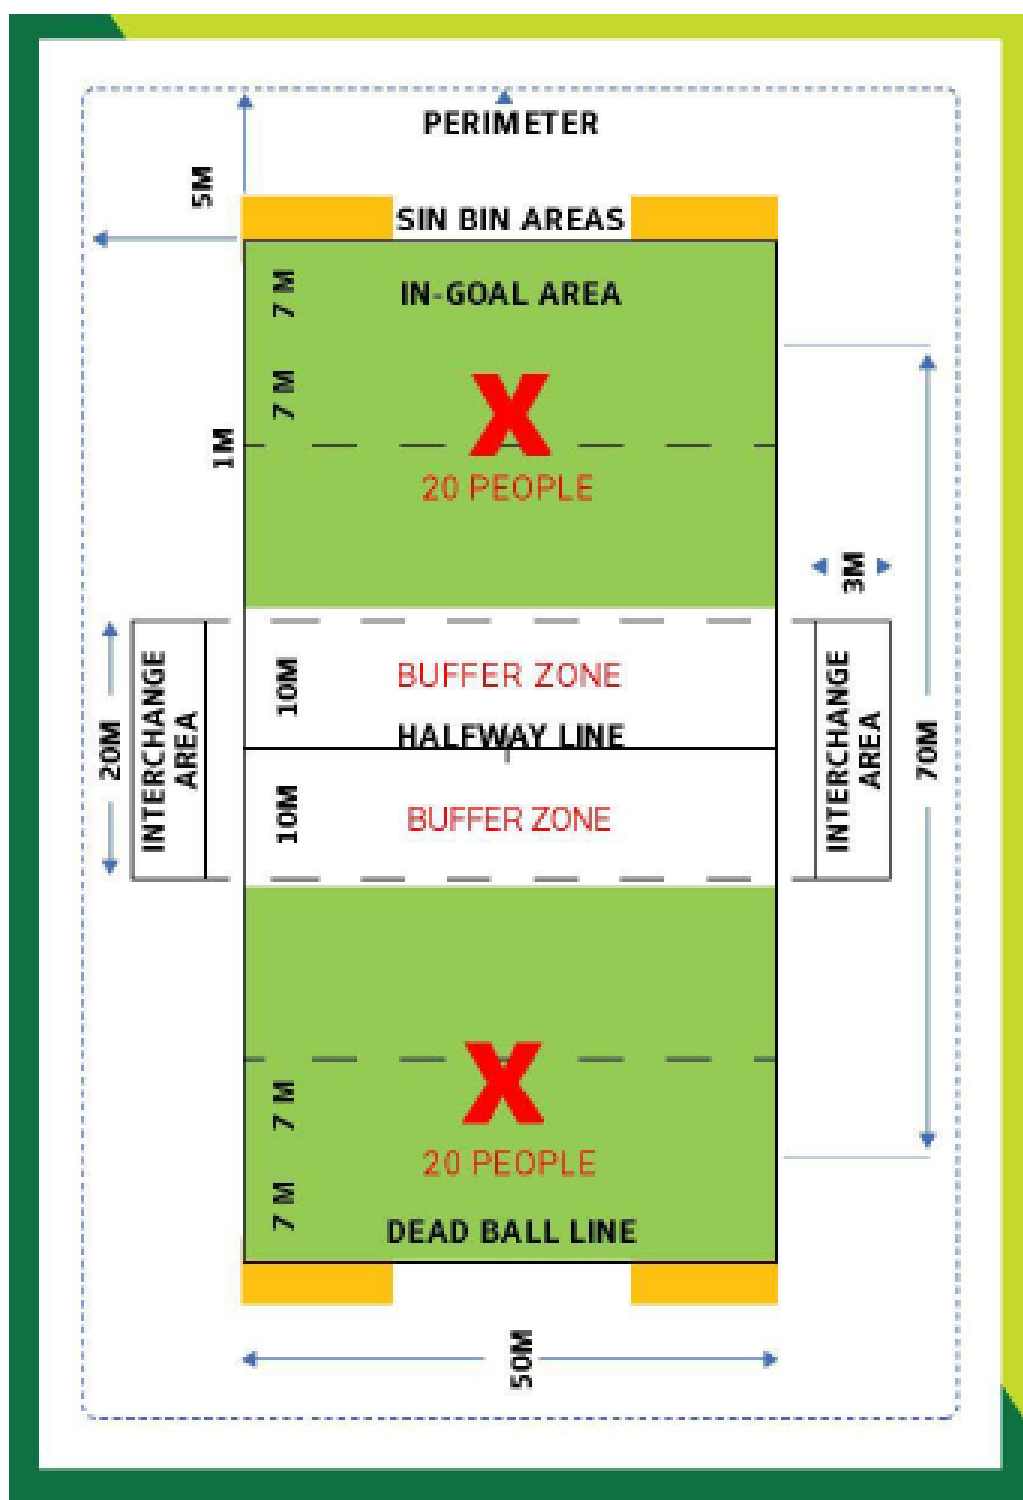 PERIMETER
5M
SIN BIN AREAS
7 M
IN-GOAL AREA
7 M
1M
20 PEOPLE
3M
BUFFER ZONE
10M
HALFWAY LINE
20M
INTERCHANGE
AREA
INTERCHANGE
AREA
70M
10M
BUFFER ZONE
7 M
20 PEOPLE
7 M
DEAD BALL LINE
50M